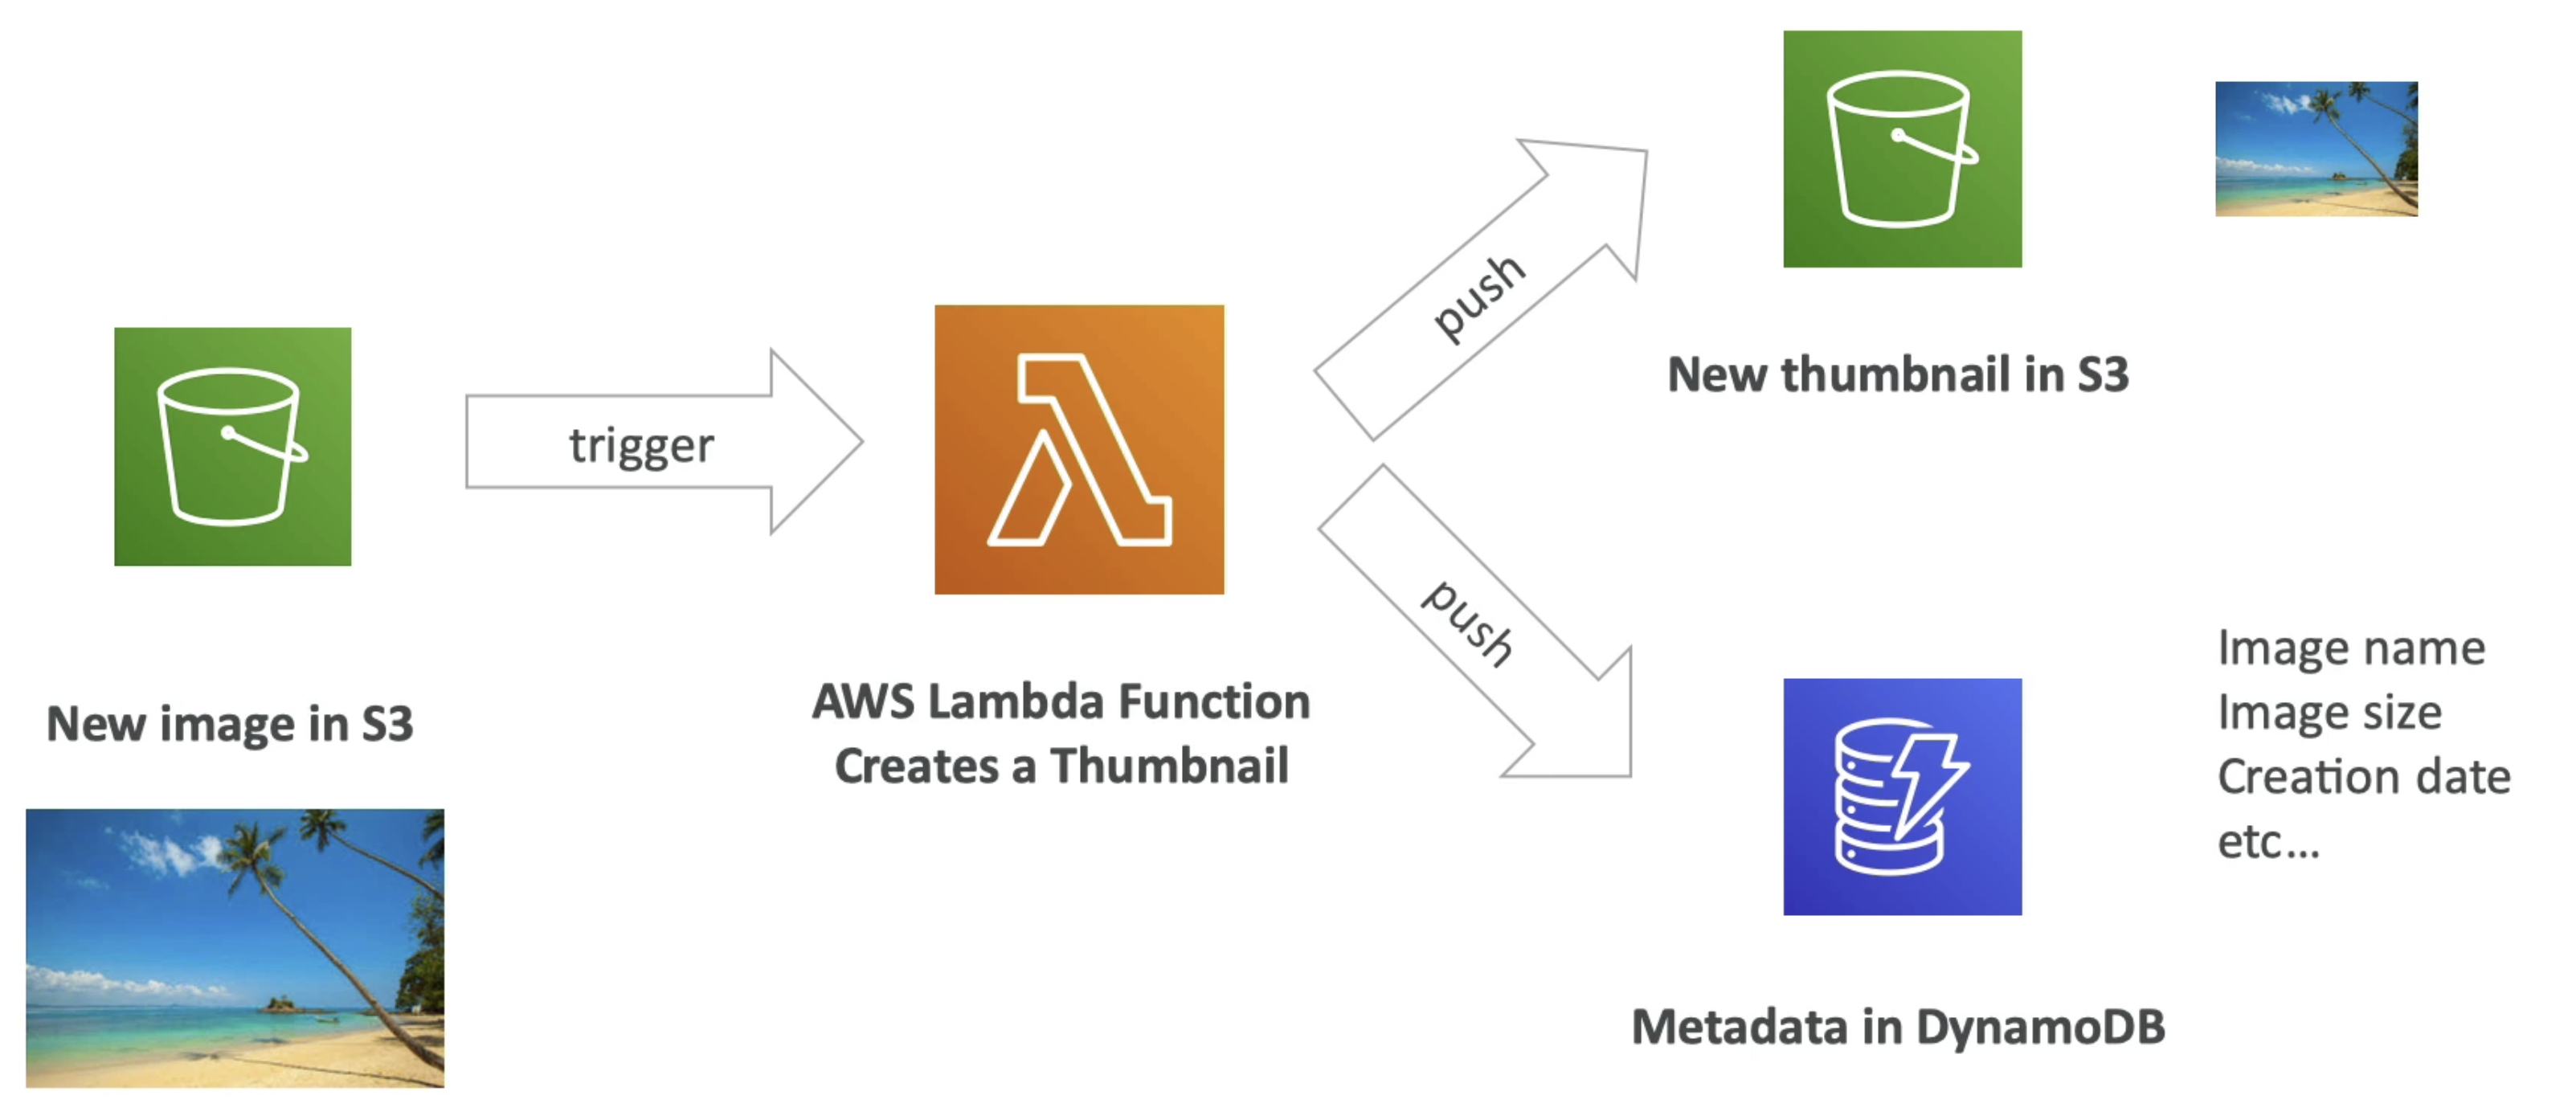 New image in S3
trigger
AWS Lambda Function
Creates a Thumbnail
push
New thumbnail in S3
push
Metadata in DynamoDB
Image name
Image size
Creation date
etc...